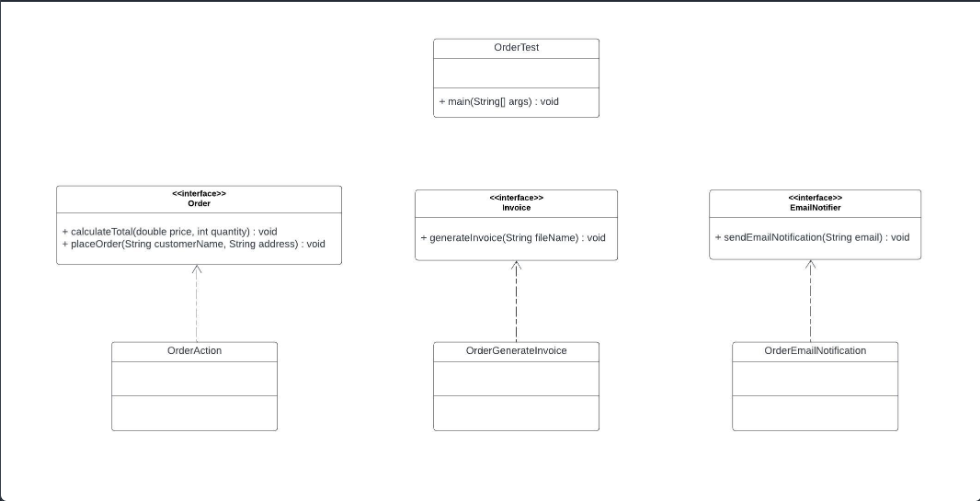 OrderTest
+ main(String[] args) : void
<<interface>>
Order
+ calculateTotal(double price, int quantity) : void
+ placeOrder(String customerName, String address) : void
<<interface>>
Invoice
+ generateInvoice(String fileName) : void
<<interface>>
EmailNotifier
+ sendEmailNotification(String email) : void
OrderAction
OrderGenerateInvoice
OrderEmailNotification